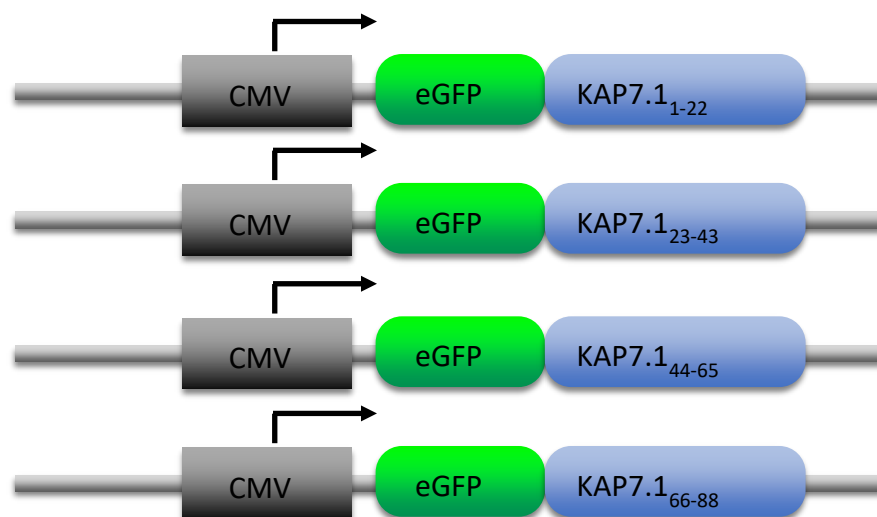 CMV eGFP KAP7.1₁₋₂₂
CMV eGFP KAP7.1₂₃₋₄₃
CMV eGFP KAP7.1₄₄₋₆₅
CMV eGFP KAP7.1₆₆₋₈₈